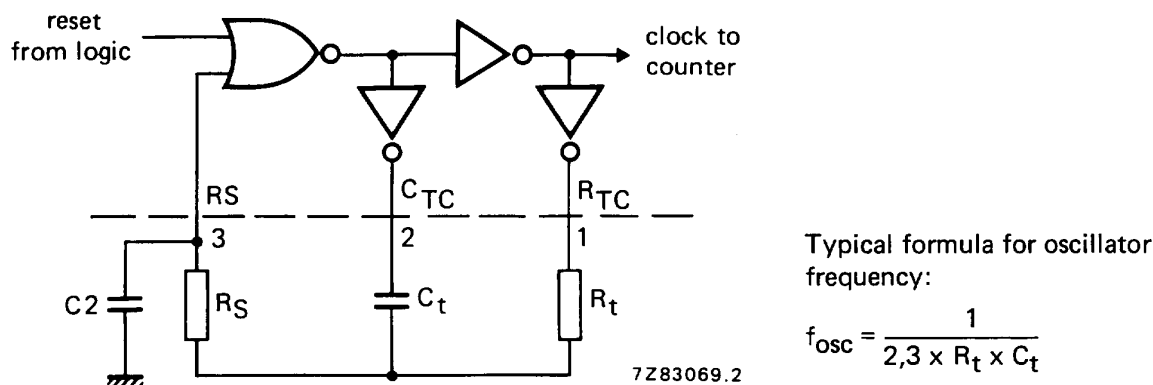 reset
from logic
clock to
counter
RS
C_TC
R_TC
3
2
1
C2
R_S
C_t
R_t
7Z83069.2
Typical formula for oscillator
frequency:
f_osc = 1 / (2,3 x R_t x C_t)